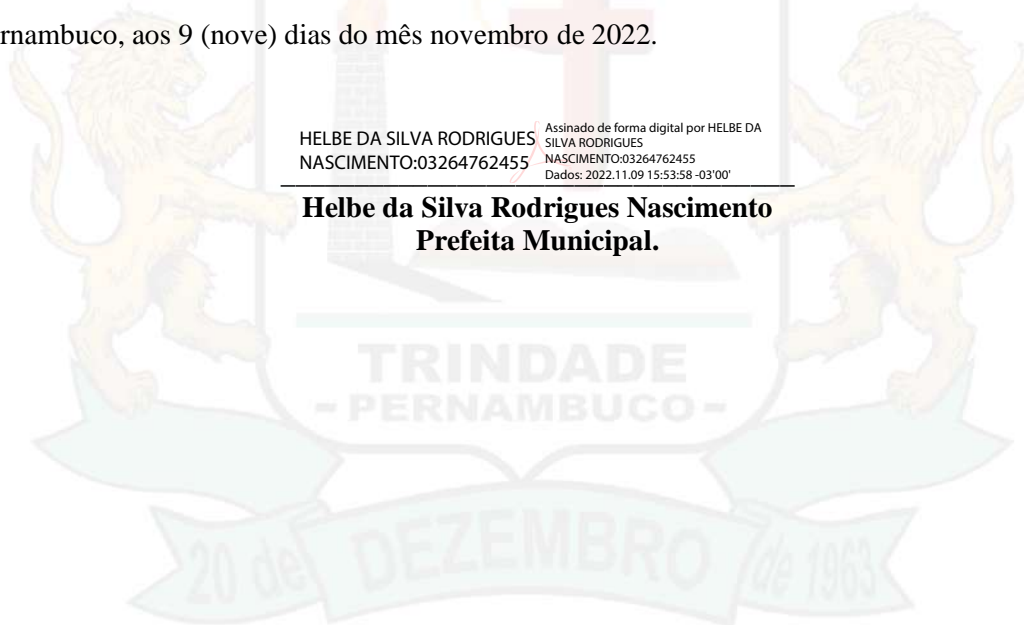 rnambuco, aos 9 (nove) dias do mês novembro de 2022.
HELBE DA SILVA RODRIGUES
NASCIMENTO:03264762455
Assinado de forma digital por HELBE DA
SILVA RODRIGUES
NASCIMENTO:03264762455
Dados: 2022.11.09 15:53:58 -03'00'
Helbe da Silva Rodrigues Nascimento
Prefeita Municipal.
TRINDADE
- PERNAMBUCO -
20 de DEZEMBRO de 1963